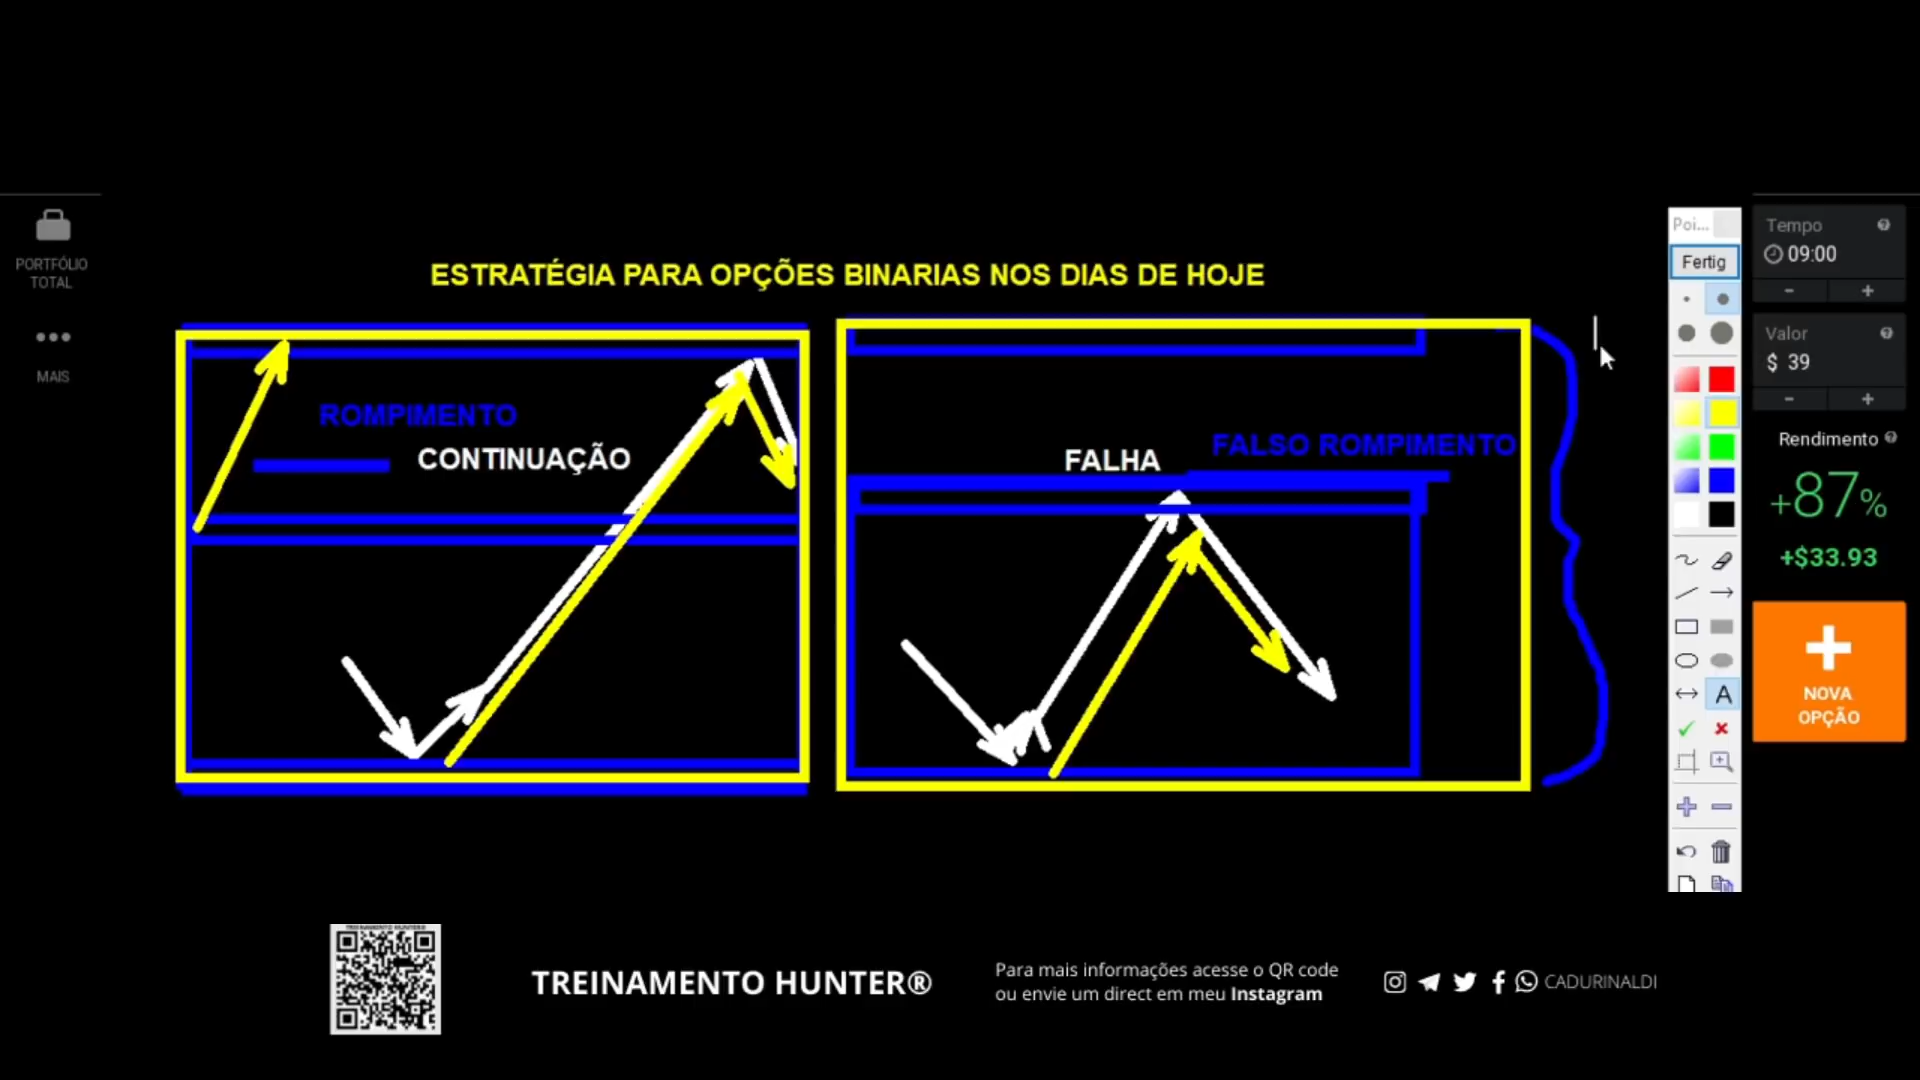 PORTFÓLIO
TOTAL
MAIS
ESTRATÉGIA PARA OPÇÕES BINARIAS NOS DIAS DE HOJE
ROMPIMENTO
CONTINUAÇÃO
FALHA
FALSO ROMPIMENTO
Poi...
Fertig
A
Tempo
09:00
Valor
$ 39
Rendimento
+87%
+$33.93
NOVA
OPÇÃO
TREINAMENTO HUNTER®
Para mais informações acesse o QR code
ou envie um direct em meu Instagram
CADURINALDI